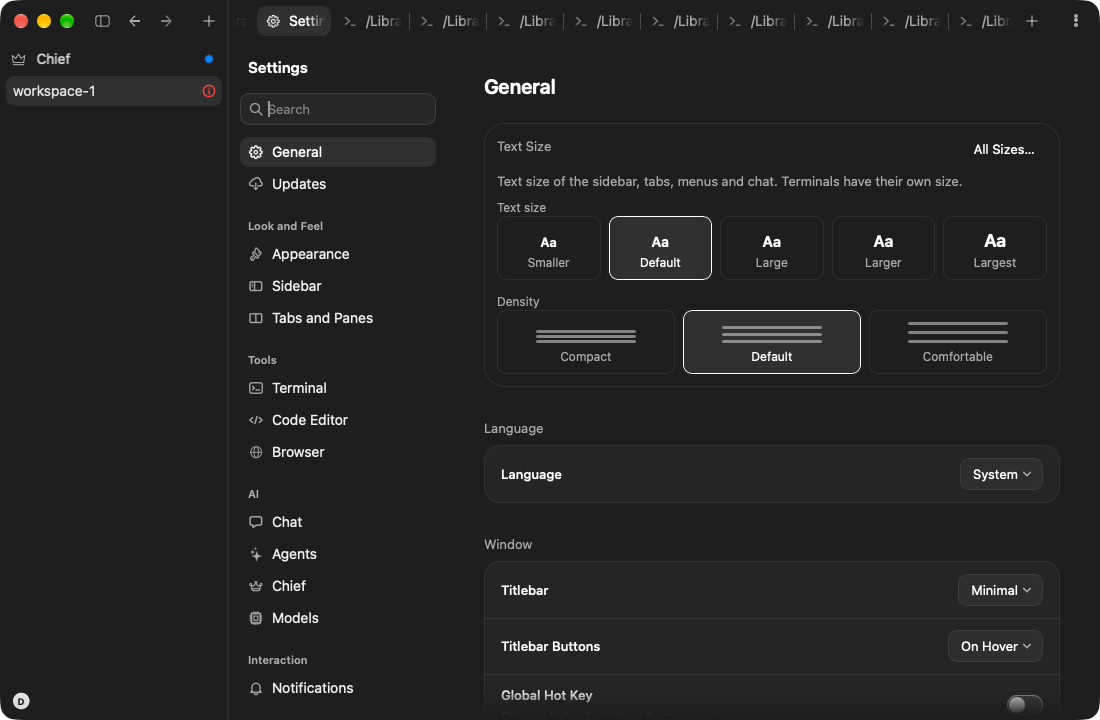 Setti
/Libra
/Libra
/Libra
/Libra
/Libra
/Libra
/Libra
/Libra
/Libr
Chief
workspace-1
D
Settings
Search
General
Updates
Look and Feel
Appearance
Sidebar
Tabs and Panes
Tools
Terminal
Code Editor
Browser
AI
Chat
Agents
Chief
Models
Interaction
Notifications
General
Text Size
All Sizes...
Text size of the sidebar, tabs, menus and chat. Terminals have their own size.
Text size
Aa Aa Aa Aa Aa
Smaller Default Large Larger Largest
Density
Compact Default Comfortable
Language
Language System
Window
Titlebar Minimal
Titlebar Buttons On Hover
Global Hot Key